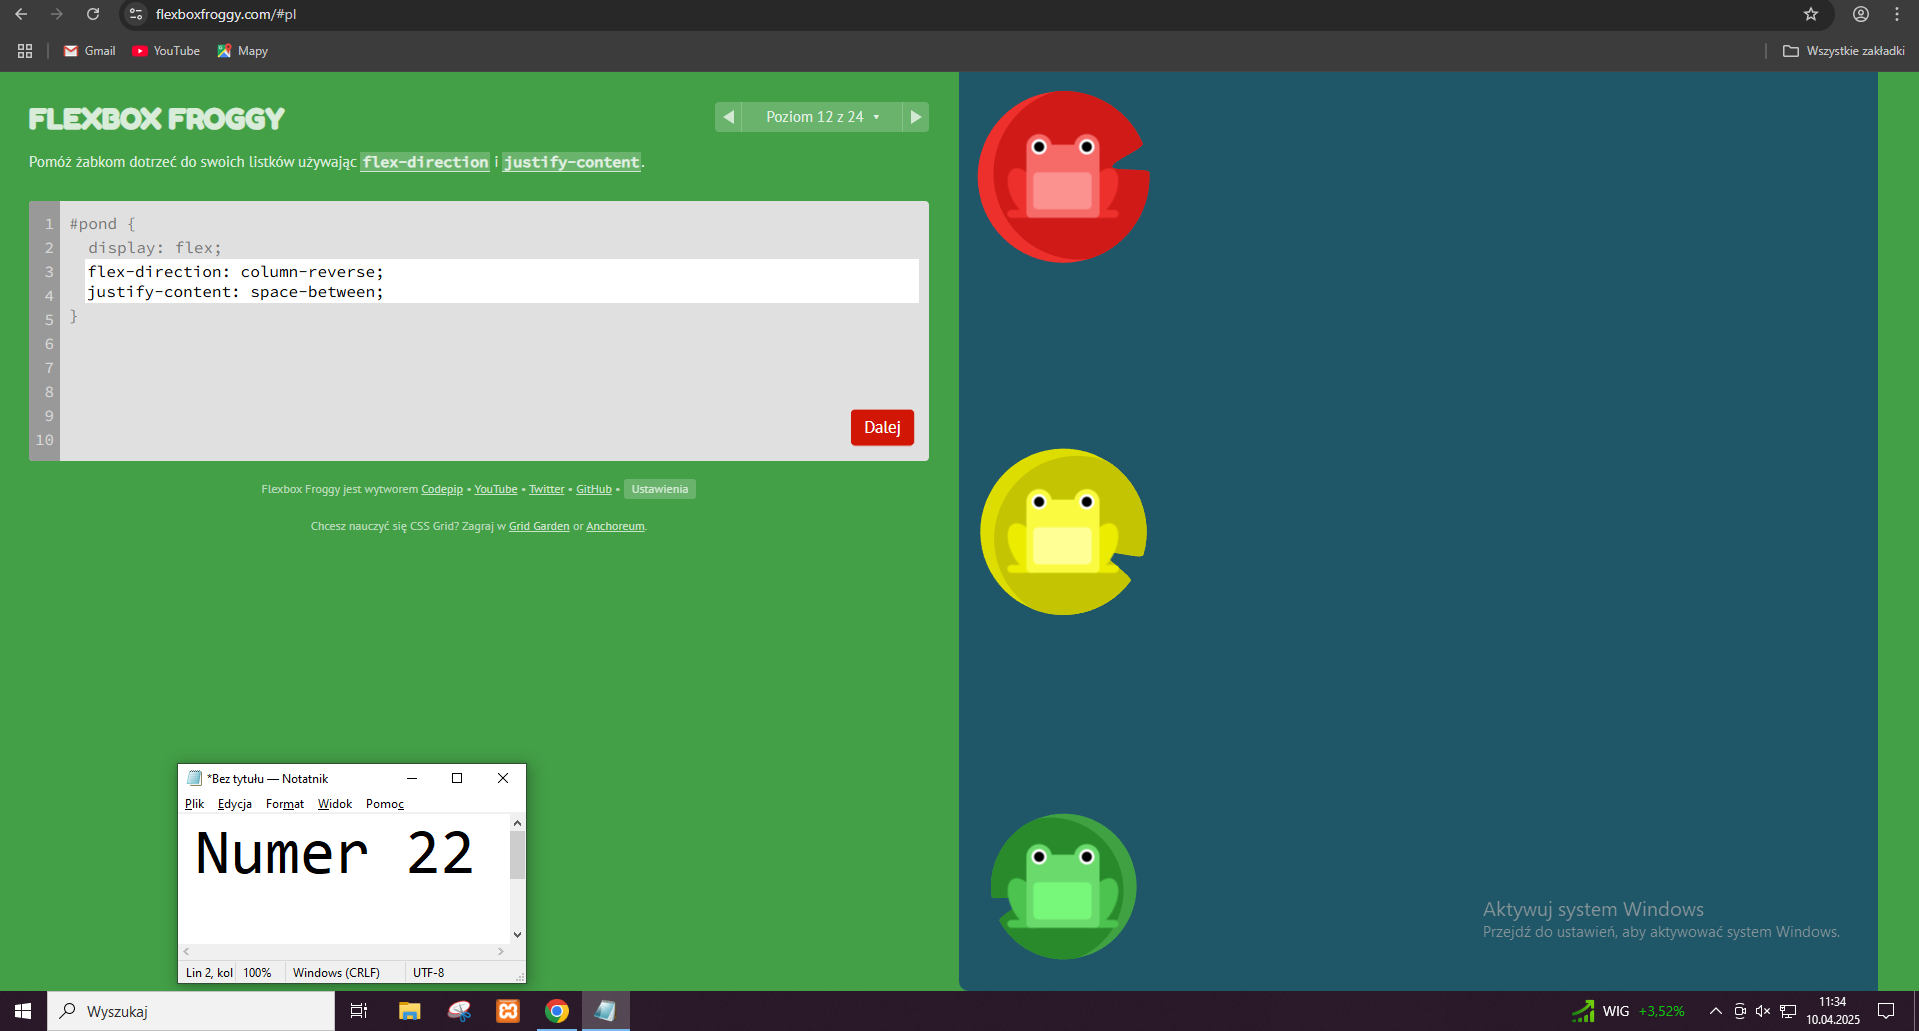 flexboxfroggy.com/#pl
Gmail
YouTube
Mapy
Wszystkie zakładki
FLEXBOX FROGGY
Poziom 12 z 24
Pomóż żabkom dotrzeć do swoich listków używając flex-direction i justify-content.
1 #pond {
2 display: flex;
3 flex-direction: column-reverse;
4 justify-content: space-between;
5 }
6
7
8
9
10
Dalej
Flexbox Froggy jest wytworem Codepip • YouTube • Twitter • GitHub • Ustawienia
Chcesz nauczyć się CSS Grid? Zagraj w Grid Garden or Anchoreum.
*Bez tytułu — Notatnik
Plik Edycja Format Widok Pomoc
Numer 22
Lin 2, kol 100% Windows (CRLF) UTF-8
Aktywuj system Windows
Przejdź do ustawień, aby aktywować system Windows.
Wyszukaj
WIG +3,52%
11:34
10.04.2025